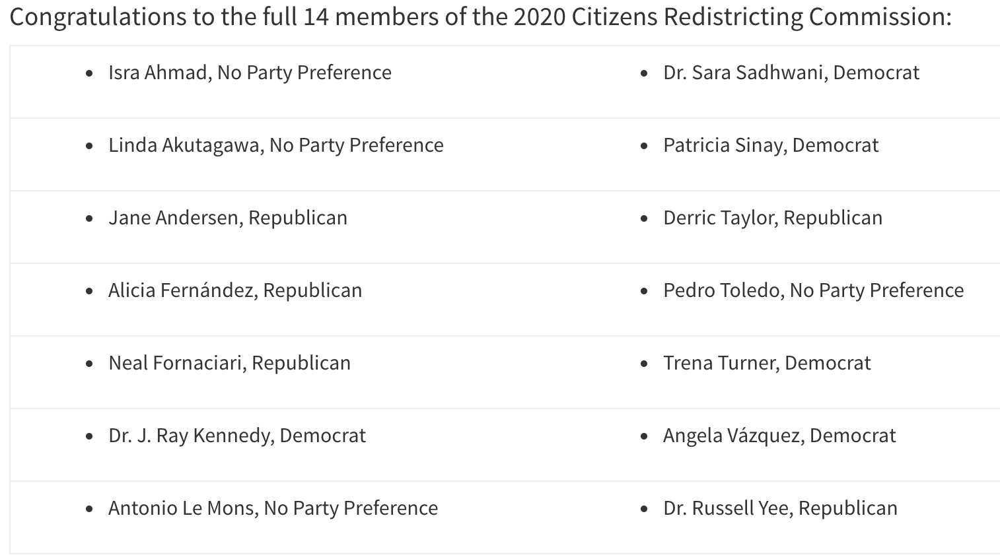 Congratulations to the full 14 members of the 2020 Citizens Redistricting Commission:
• Isra Ahmad, No Party Preference
• Dr. Sara Sadhwani, Democrat
• Linda Akutagawa, No Party Preference
• Patricia Sinay, Democrat
• Jane Andersen, Republican
• Derric Taylor, Republican
• Alicia Fernández, Republican
• Pedro Toledo, No Party Preference
• Neal Fornaciari, Republican
• Trena Turner, Democrat
• Dr. J. Ray Kennedy, Democrat
• Angela Vázquez, Democrat
• Antonio Le Mons, No Party Preference
• Dr. Russell Yee, Republican